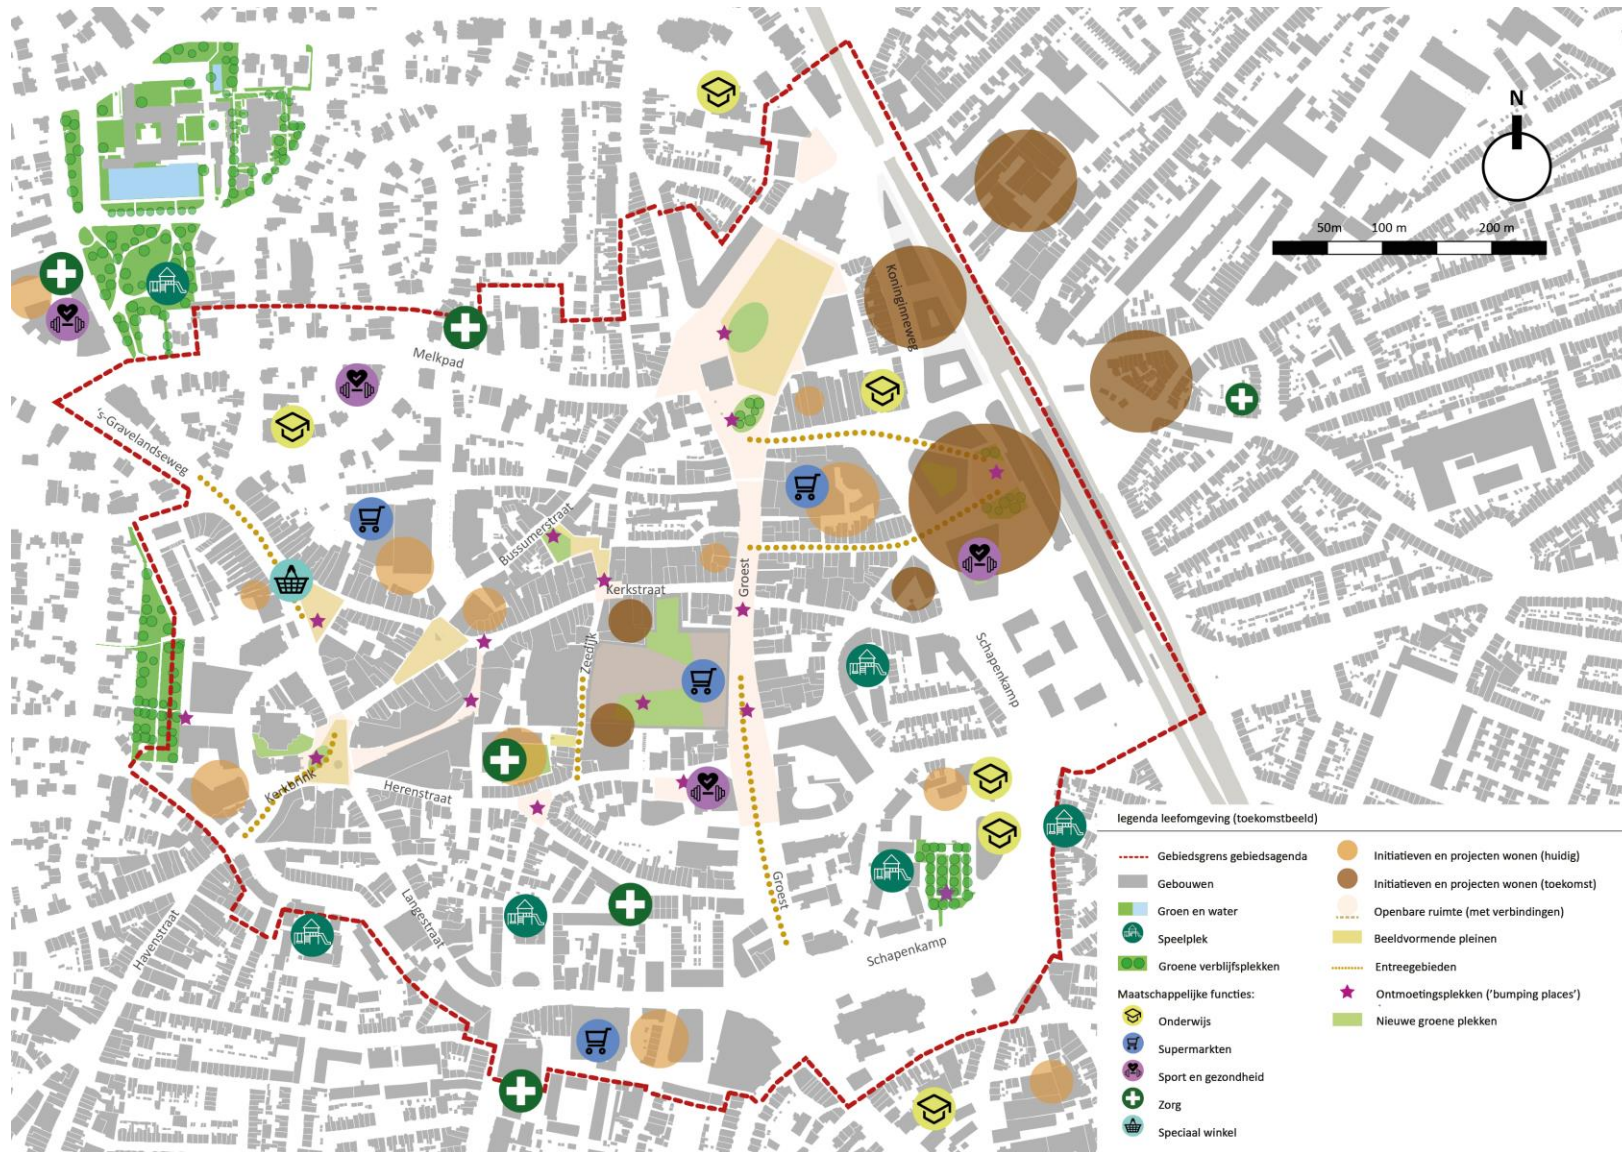 N
50m 100 m 200 m
Koninginneweg
Melkpad
's-Gravelandseweg
Bussumerstraat
Kerkstraat
Groest
Zeedijk
Schapenkamp
Kerkbrink
Herenstraat
Langestraat
Havenstraat
Groest
Schapenkamp
legenda leefomgeving (toekomstbeeld)
Gebiedsgrens gebiedsagenda
Gebouwen
Groen en water
Speelplek
Groene verblijfsplekken
Maatschappelijke functies:
Onderwijs
Supermarkten
Sport en gezondheid
Zorg
Speciaal winkel
Initiatieven en projecten wonen (huidig)
Initiatieven en projecten wonen (toekomst)
Openbare ruimte (met verbindingen)
Beeldvormende pleinen
Entreegebieden
Ontmoetingsplekken ('bumping places')
Nieuwe groene plekken